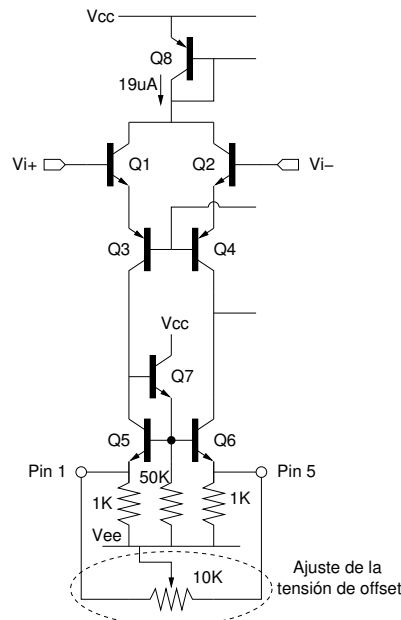 Vcc
Q8
19uA
Vi+
Q1
Q2
Vi−
Q3
Q4
Vcc
Q7
Q5
Q6
Pin 1
50K
Pin 5
1K
1K
Vee
10K
Ajuste de la
tensión de offset